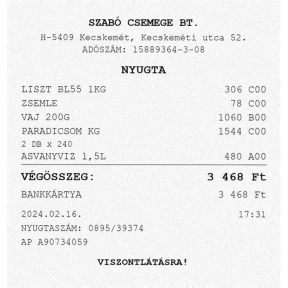 SZABÓ CSEMEGE BT.
H-5409 Kecskemét, Kecskeméti utca 52.
ADÓSZÁM: 15889364-3-08
NYUGTA
LISZT BL55 1KG 306 C00
ZSEMLE 78 C00
VAJ 200G 1060 B00
PARADICSOM KG 1544 C00
2 DB x 240
ASVANYVIZ 1,5L 480 A00
VÉGÖSSZEG: 3 468 Ft
BANKKÁRTYA 3 468 Ft
2024.02.16. 17:31
NYUGTASZÁM: 0895/39374
AP A90734059
VISZONTLÁTÁSRA!